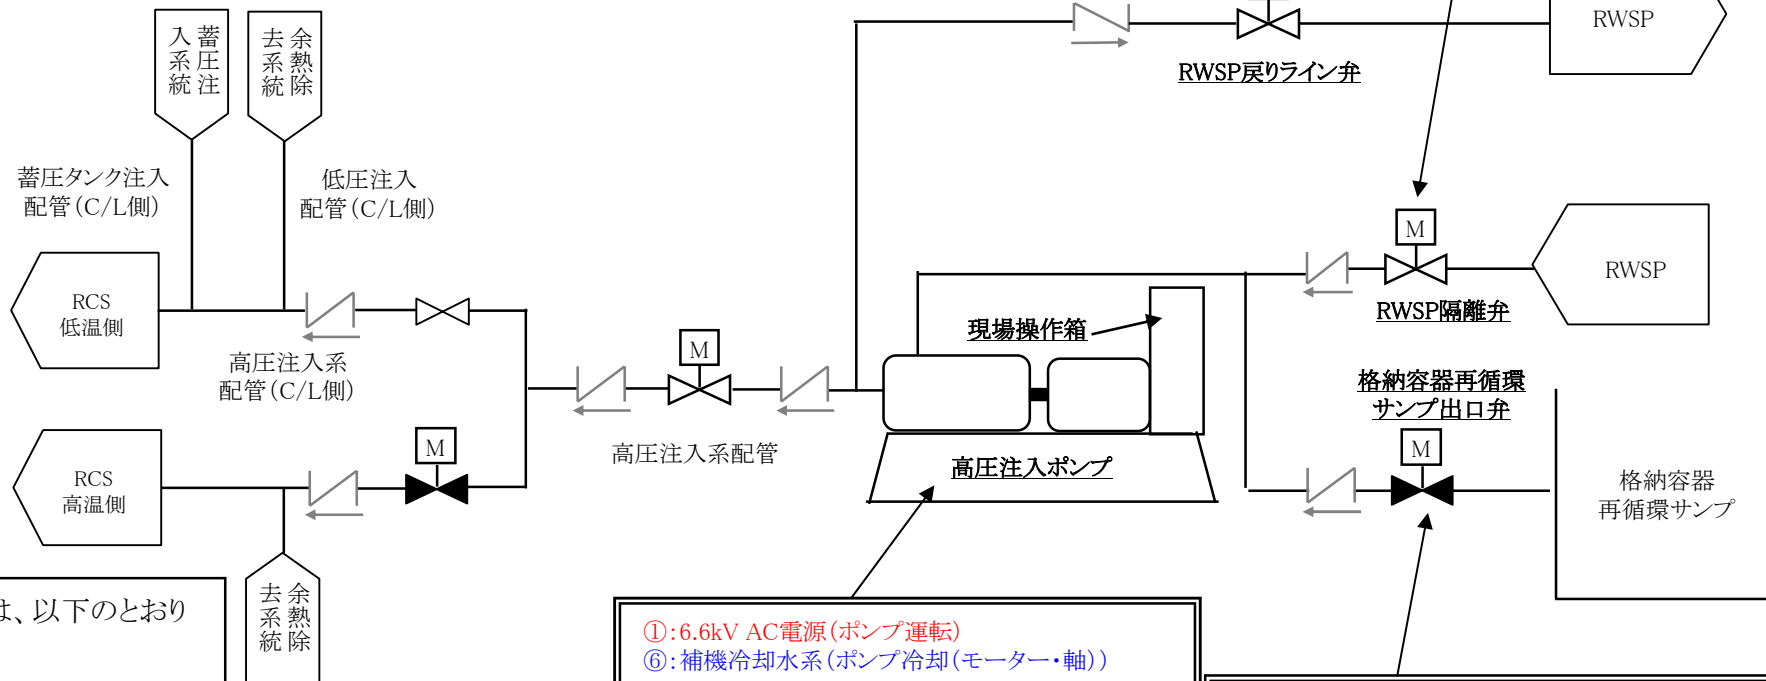 蓄圧注
入系統
余熱除
去系統
RWSP
RWSP戻りライン弁
蓄圧タンク注入
配管(C/L側)
低圧注入
配管(C/L側)
M
RWSP
RWSP隔離弁
RCS
低温側
現場操作箱
M
高圧注入系
配管(C/L側)
格納容器再循環
サンプ出口弁
M
M
高圧注入系配管
高圧注入ポンプ
RCS
高温側
格納容器
再循環サンプ
余熱除
去系統
は、以下のとおり
①:6.6kV AC電源(ポンプ運転)
⑥:補機冷却水系(ポンプ冷却(モーター・軸))